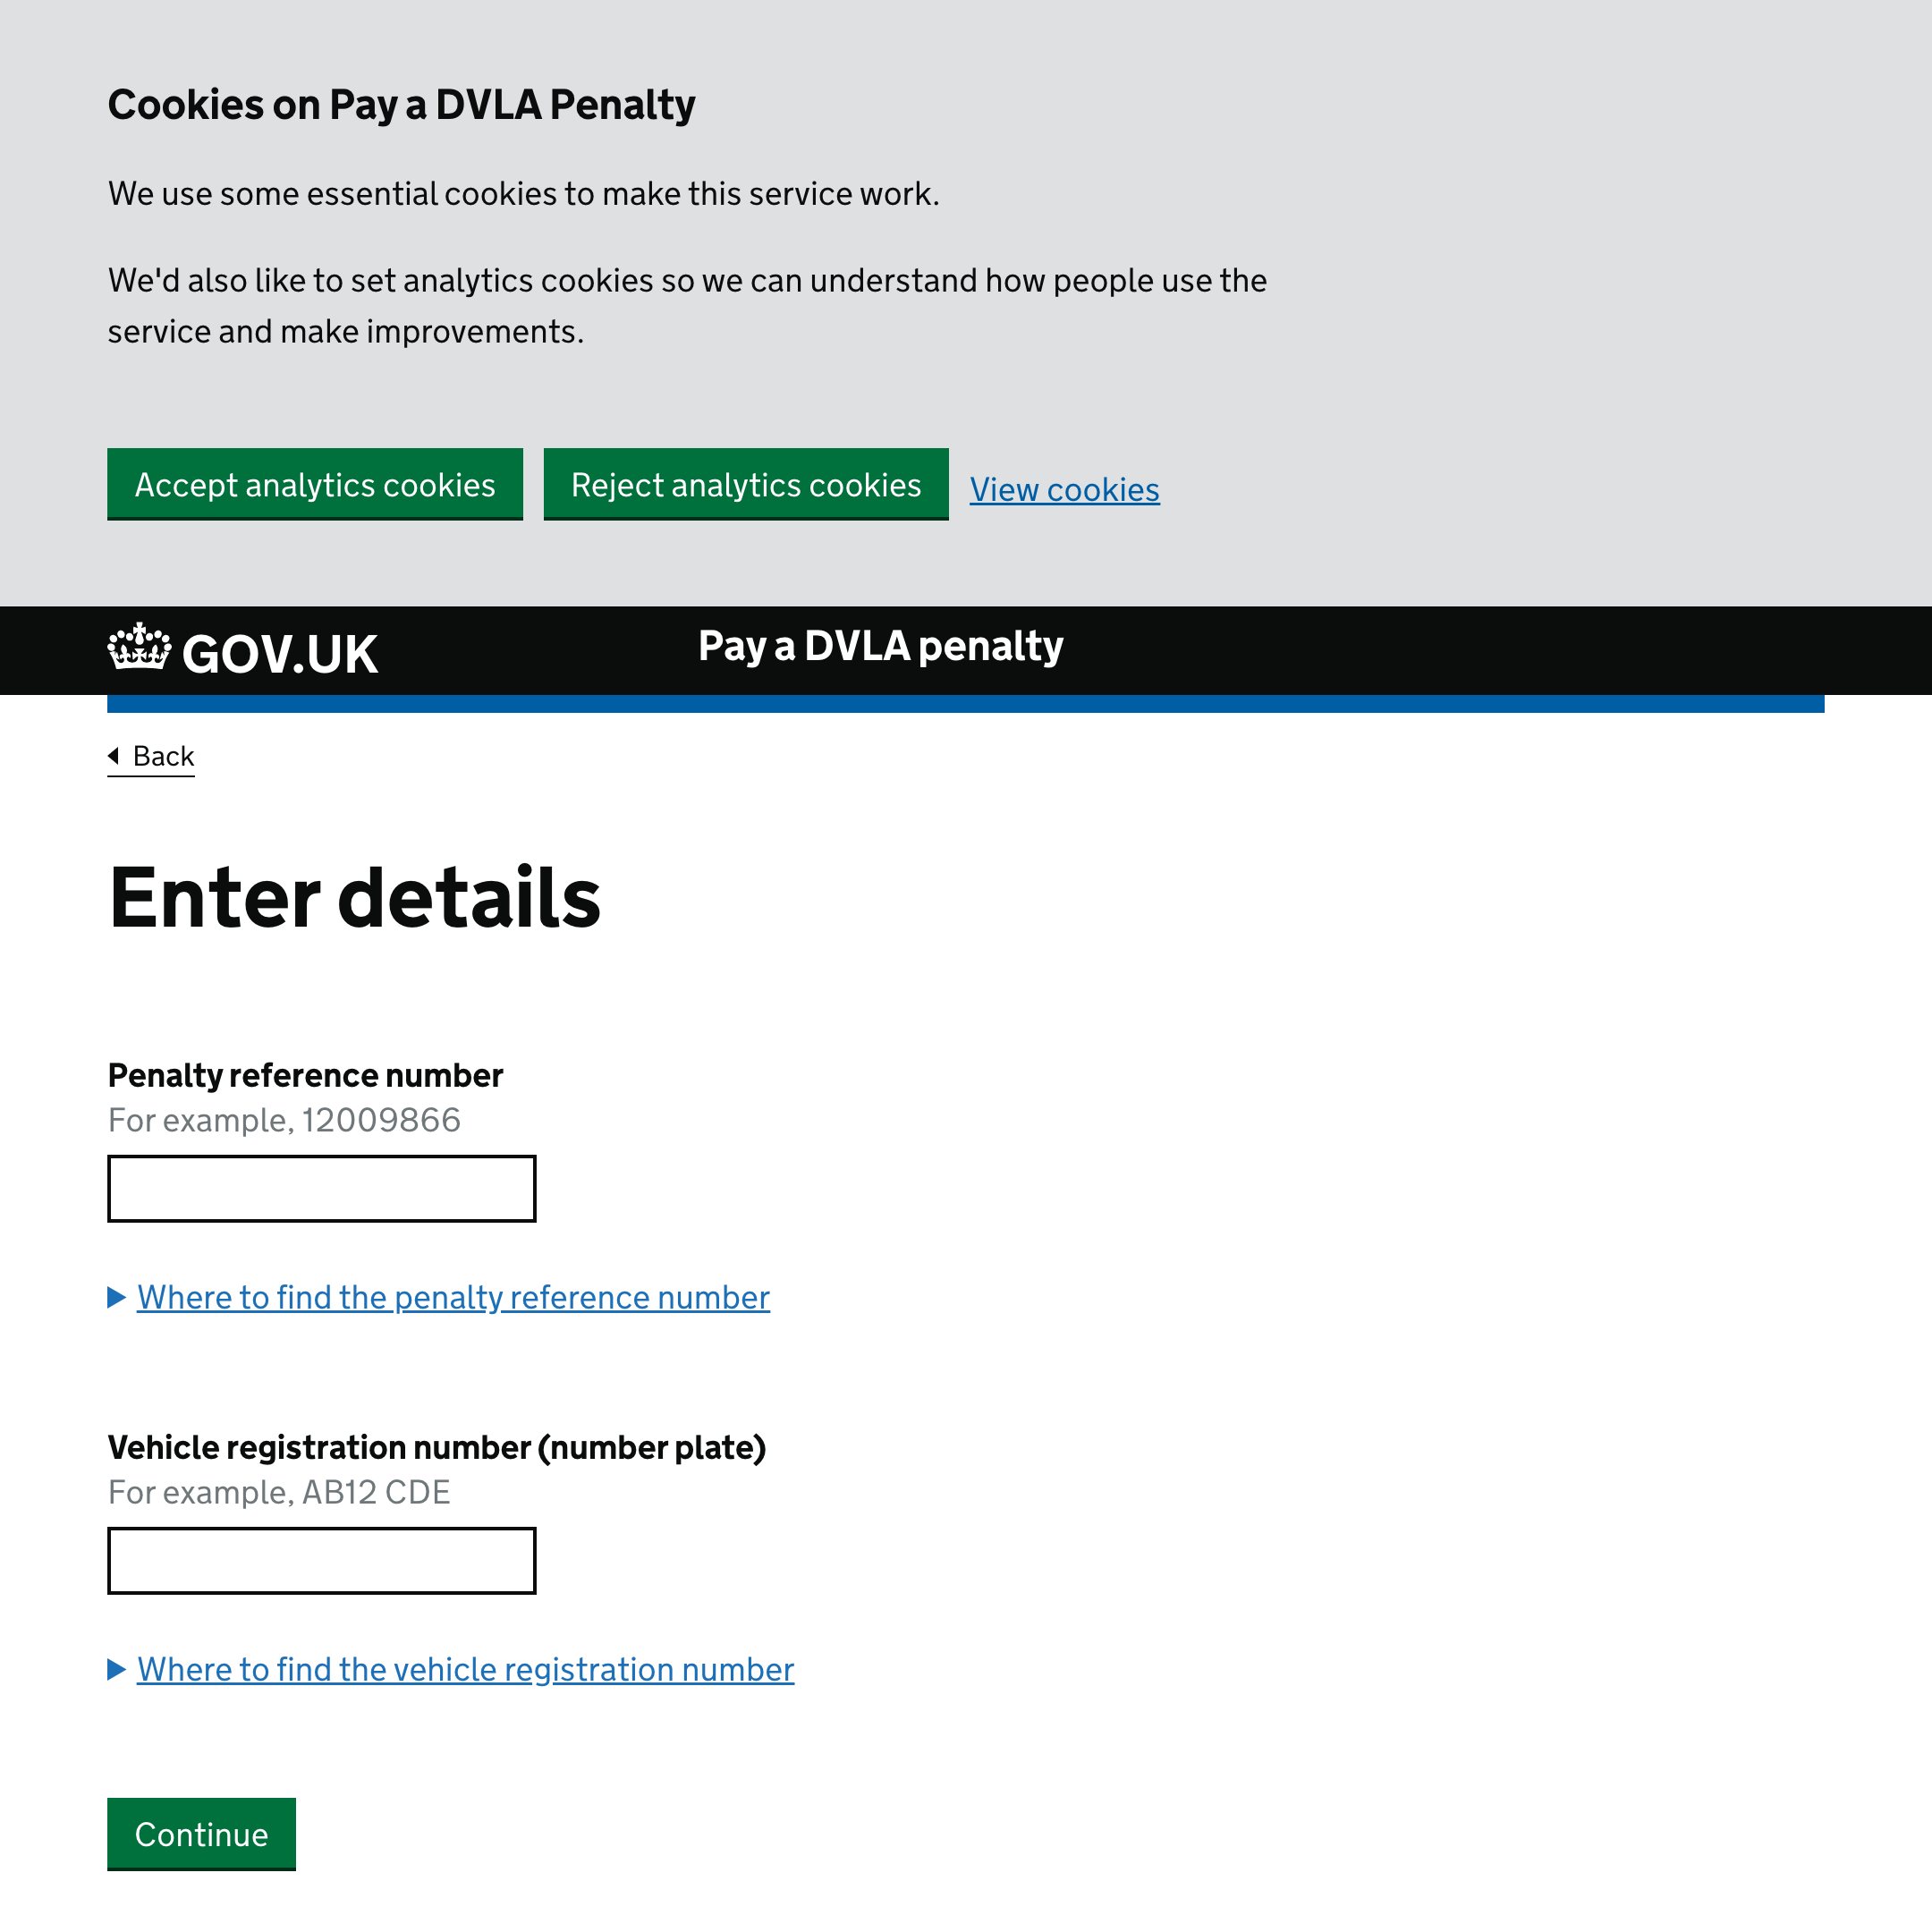 Cookies on Pay a DVLA Penalty
We use some essential cookies to make this service work.
We'd also like to set analytics cookies so we can understand how people use the
service and make improvements.
Accept analytics cookies
Reject analytics cookies
View cookies
GOV.UK
Pay a DVLA penalty
Back
Enter details
Penalty reference number
For example, 12009866
Where to find the penalty reference number
Vehicle registration number (number plate)
For example, AB12 CDE
Where to find the vehicle registration number
Continue